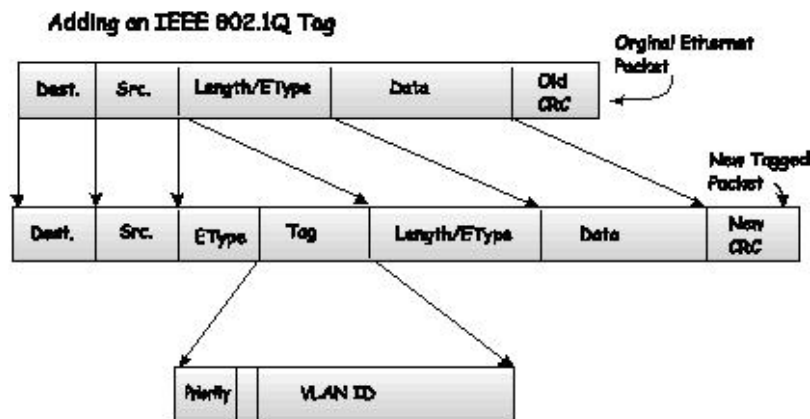 Adding an IEEE 802.1Q Tag
Orginal Ethernet
Packet
Dest. Src. Length/EType Data Old
CRC
New Tagged
Packet
Dest. Src. EType Tag Length/EType Data New
CRC
Priority VLAN ID